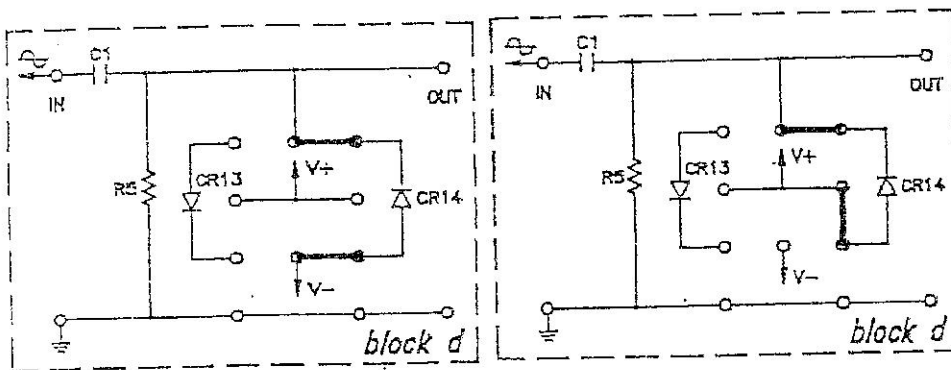 C1
IN
OUT
R5
CR13
V+
CR14
V-
block d
C1
IN
OUT
R5
CR13
V+
CR14
V-
block d